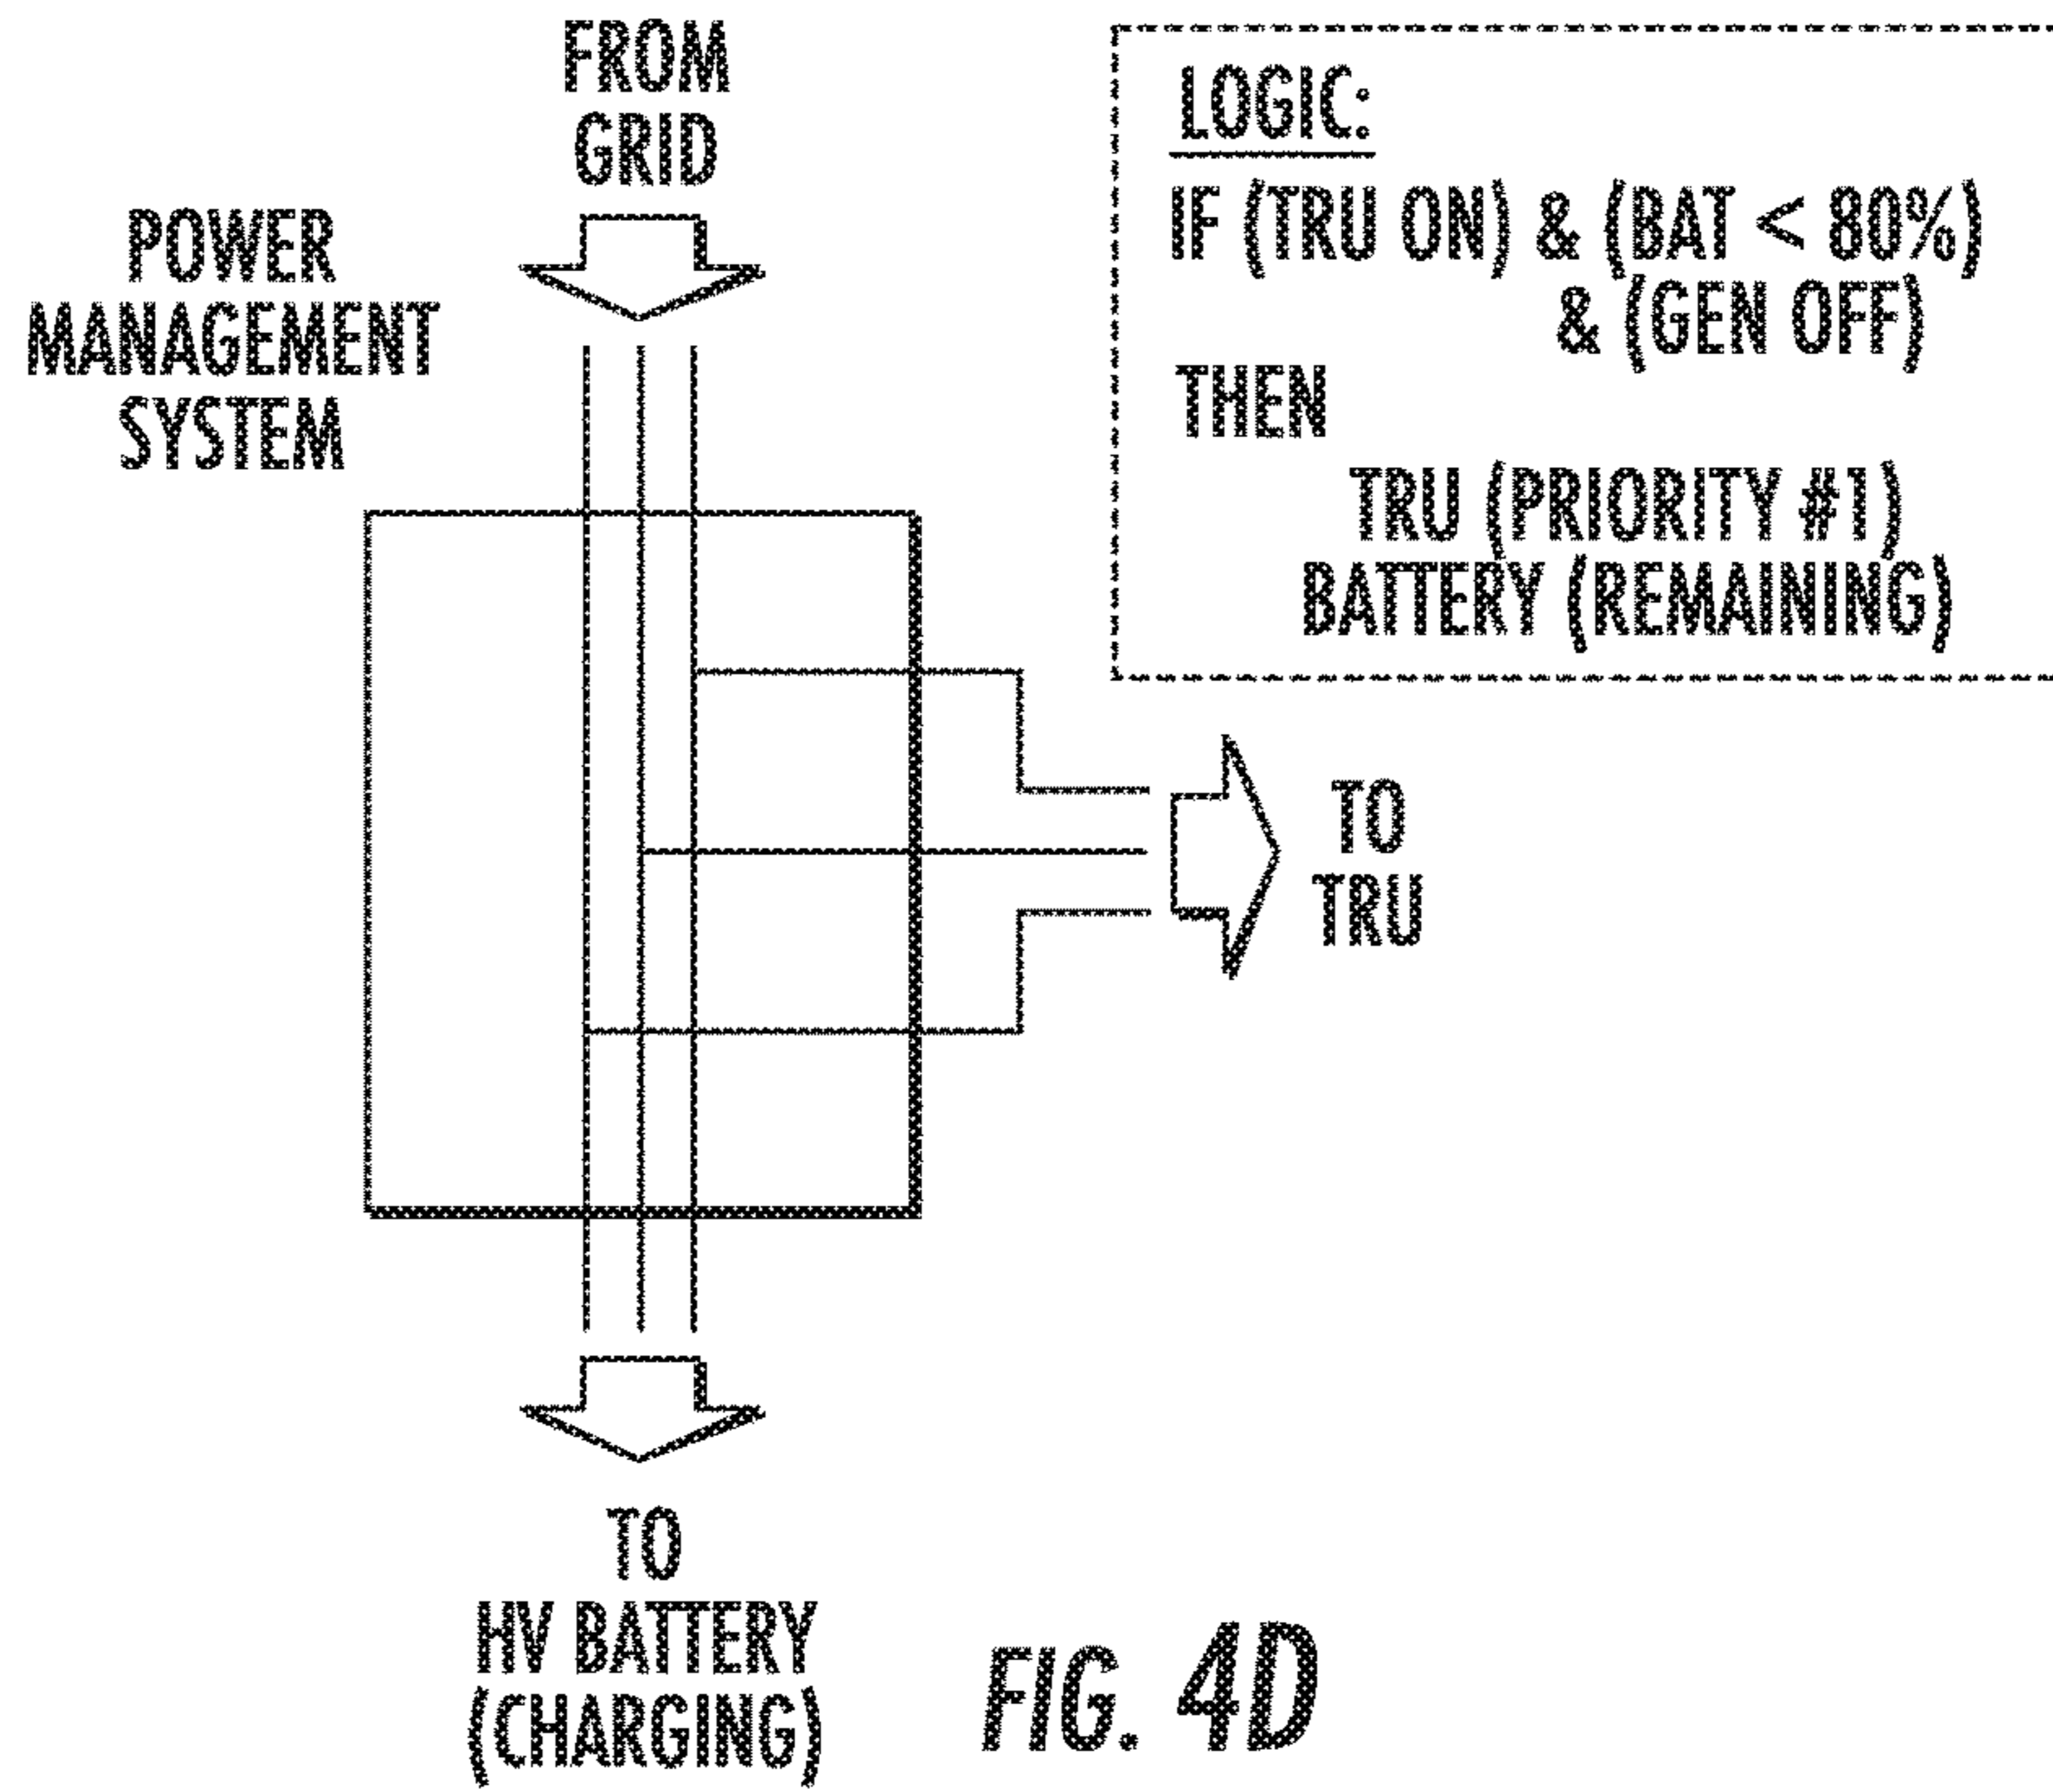 FROM
GRID
POWER
MANAGEMENT
SYSTEM
LOGIC:
IF (TRU ON) & (BAT < 80%)
& (GEN OFF)
THEN
TRU (PRIORITY #1)
BATTERY (REMAINING)
TO
TRU
TO
HV BATTERY
(CHARGING)
FIG. 4D